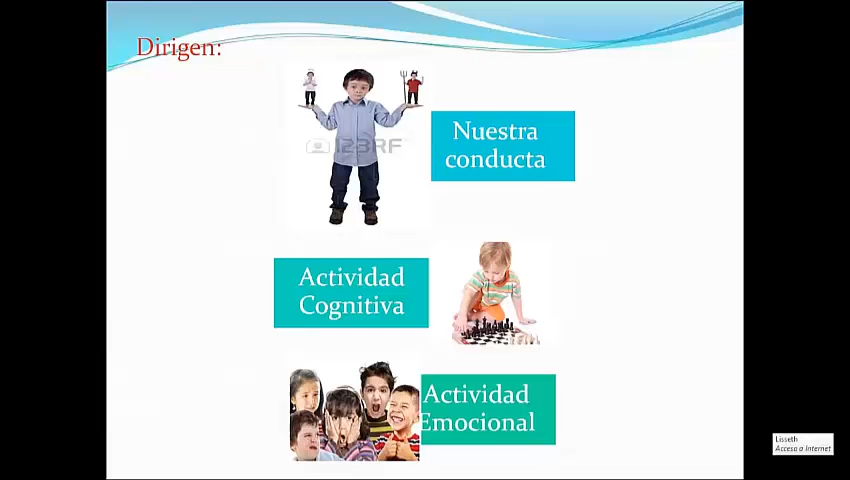 Dirigen:
123RF
Nuestra
conducta
Actividad
Cognitiva
Actividad
Emocional
Lisseth
Acceso a Internet